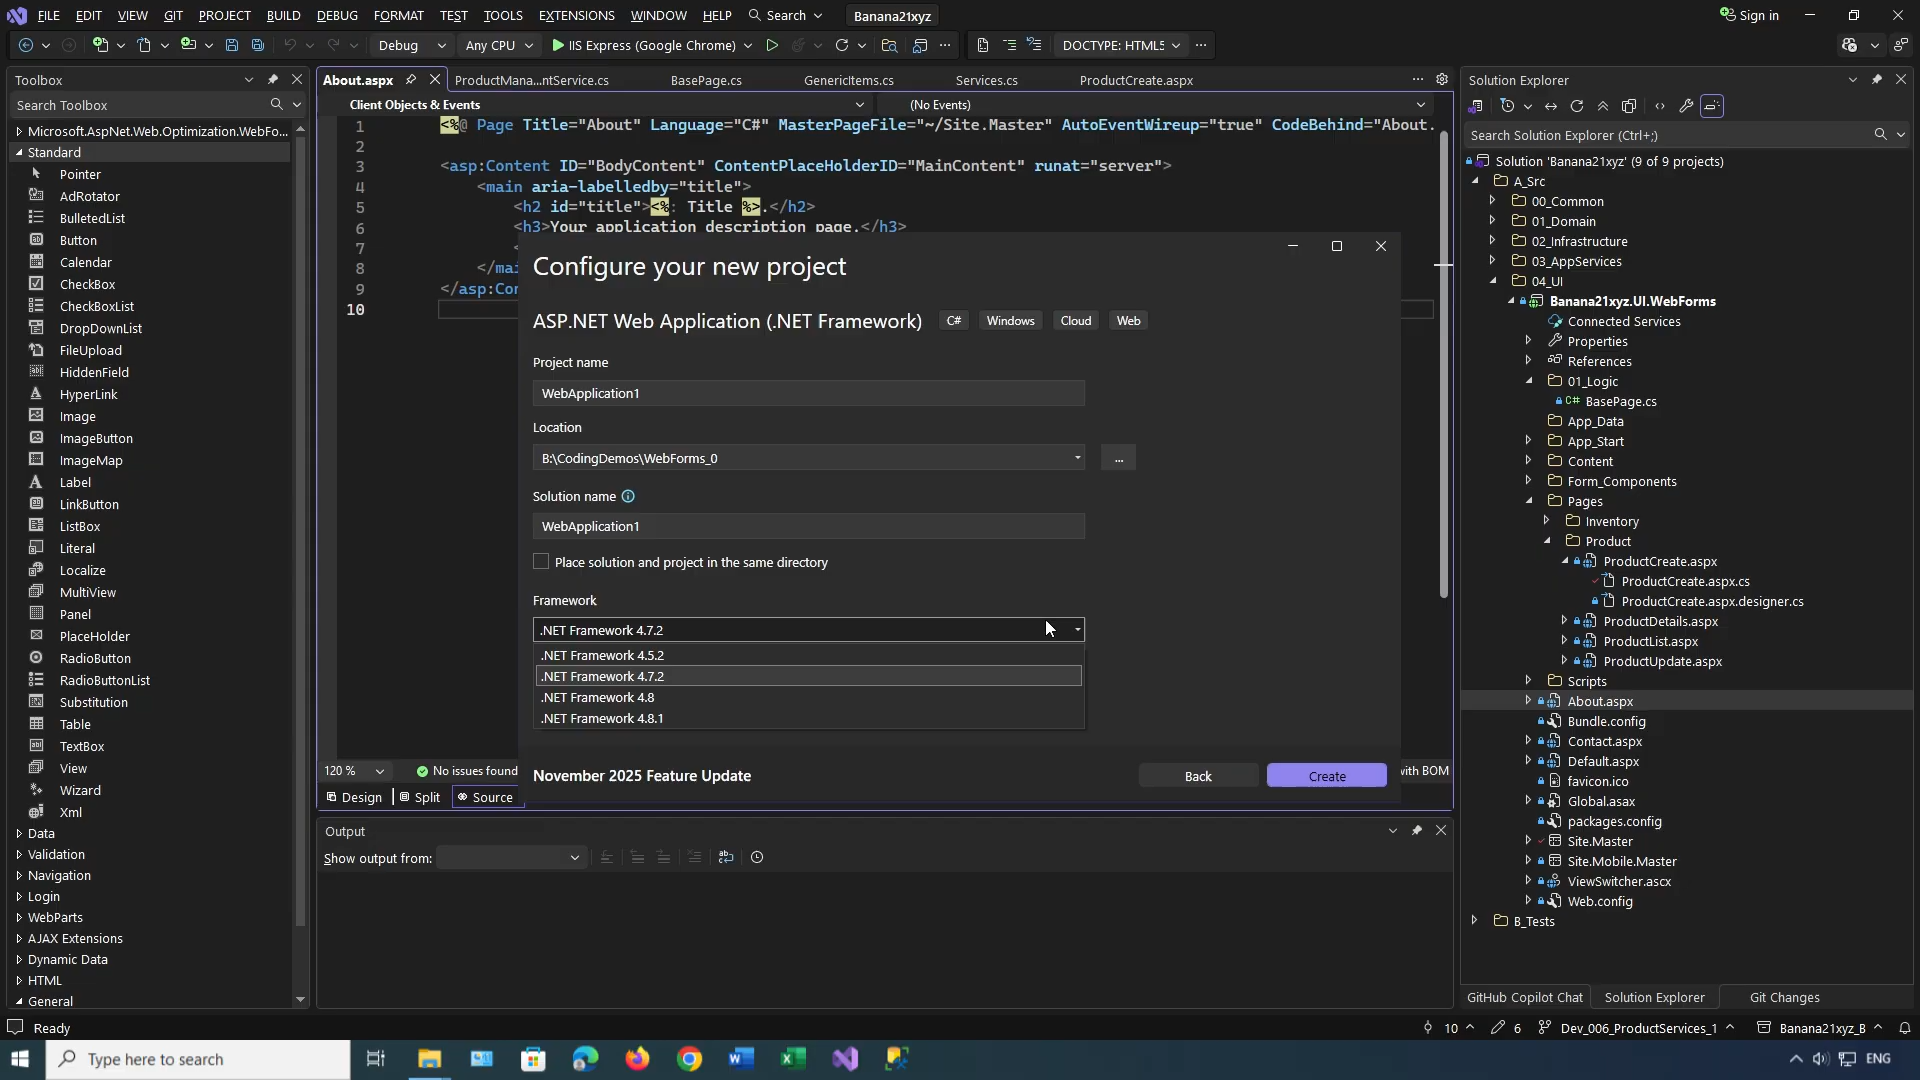 FILE EDIT VIEW GIT PROJECT BUILD DEBUG FORMAT TEST TOOLS EXTENSIONS WINDOW HELP Search Banana21xyz Sign in
Debug Any CPU IIS Express (Google Chrome) DOCTYPE: HTML5
Toolbox
Search Toolbox
Microsoft.AspNet.Web.Optimization.WebFo...
Standard
Pointer
AdRotator
BulletedList
Button
Calendar
CheckBox
CheckBoxList
DropDownList
FileUpload
HiddenField
HyperLink
Image
ImageButton
ImageMap
Label
LinkButton
ListBox
Literal
Localize
MultiView
Panel
PlaceHolder
RadioButton
RadioButtonList
Substitution
Table
TextBox
View
Wizard
Xml
Data
Validation
Navigation
Login
WebParts
AJAX Extensions
Dynamic Data
HTML
General
About.aspx ProductMana...ntService.cs BasePage.cs GenericItems.cs Services.cs ProductCreate.aspx
Client Objects & Events (No Events)
1 <%@ Page Title="About" Language="C#" MasterPageFile="~/Site.Master" AutoEventWireup="true" CodeBehind="About.
2
3 <asp:Content ID="BodyContent" ContentPlaceHolderID="MainContent" runat="server">
4 <main aria-labelledby="title">
5 <h2 id="title"><%: Title %>.</h2>
6 <h3>Your application description page.</h3>
7 <
8 </mai
9 </asp:Con
10
Configure your new project
ASP.NET Web Application (.NET Framework) C# Windows Cloud Web
Project name
WebApplication1
Location
B:\CodingDemos\WebForms_0
...
Solution name
WebApplication1
Place solution and project in the same directory
Framework
.NET Framework 4.7.2
.NET Framework 4.5.2
.NET Framework 4.7.2
.NET Framework 4.8
.NET Framework 4.8.1
November 2025 Feature Update Back Create
120 % No issues found with BOM
Design Split Source
Output
Show output from:
Solution Explorer
Search Solution Explorer (Ctrl+;)
Solution 'Banana21xyz' (9 of 9 projects)
A_Src
00_Common
01_Domain
02_Infrastructure
03_AppServices
04_UI
Banana21xyz.UI.WebForms
Connected Services
Properties
References
01_Logic
C# BasePage.cs
App_Data
App_Start
Content
Form_Components
Pages
Inventory
Product
ProductCreate.aspx
ProductCreate.aspx.cs
ProductCreate.aspx.designer.cs
ProductDetails.aspx
ProductList.aspx
ProductUpdate.aspx
Scripts
About.aspx
Bundle.config
Contact.aspx
Default.aspx
favicon.ico
Global.asax
packages.config
Site.Master
Site.Mobile.Master
ViewSwitcher.ascx
Web.config
B_Tests
GitHub Copilot Chat Solution Explorer Git Changes
Ready 10 6 Dev_006_ProductServices_1 Banana21xyz_B
Type here to search ENG